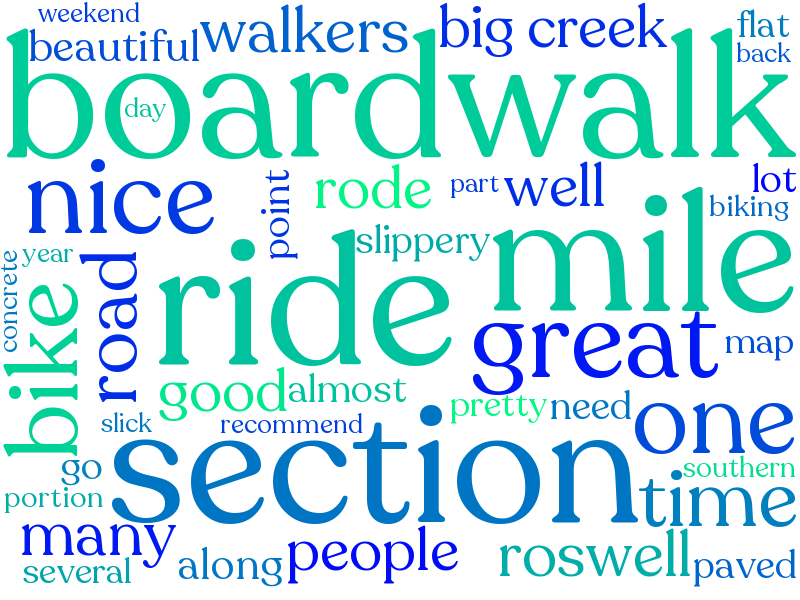 weekend
beautiful
walkers
big creek
flat
back
boardwalk
day
nice
point
rode
part
well
lot
biking
year
concrete
slippery
mile
road
ride
bike
great
map
good
almost
slick
recommend
pretty
need
one
go
section
southern
portion
time
many
people
roswell
several
along
paved